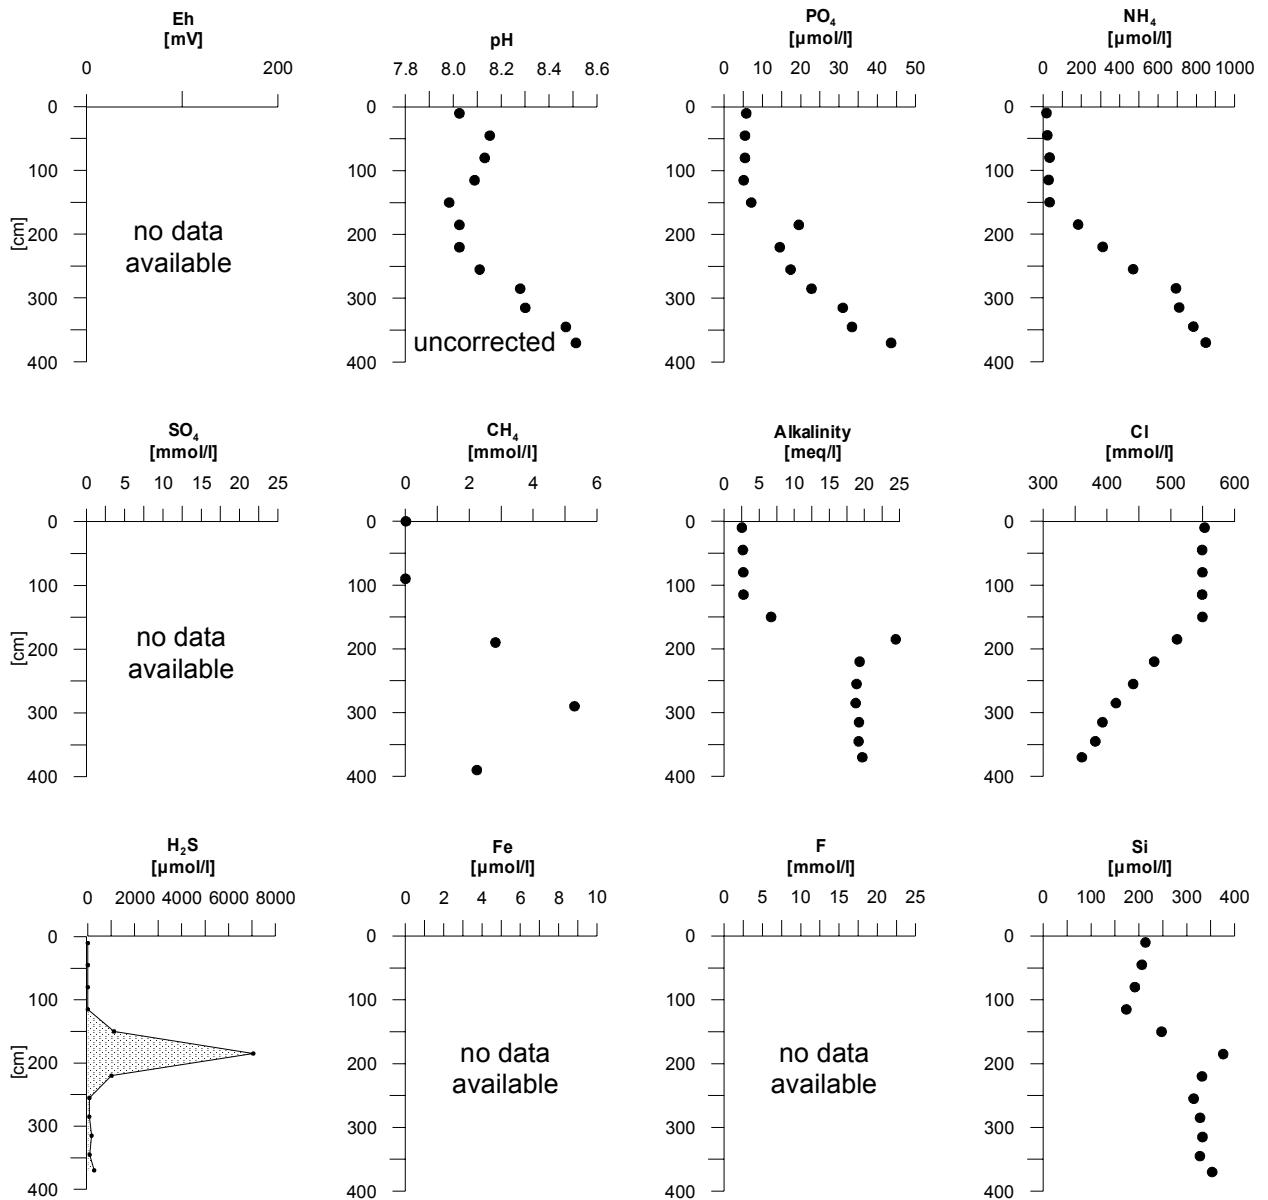 Eh
[mV]
0 200
0
100
200
300
400
[cm]
no data
available
pH
7.8 8.0 8.2 8.4 8.6
0
100
200
300
400
uncorrected
PO₄
[µmol/l]
0 10 20 30 40 50
0
100
200
300
400
NH₄
[µmol/l]
0 200 400 600 800 1000
0
100
200
300
400
SO₄
[mmol/l]
0 5 10 15 20 25
0
100
200
300
400
[cm]
no data
available
CH₄
[mmol/l]
0 2 4 6
0
100
200
300
400
Alkalinity
[meq/l]
0 5 10 15 20 25
0
100
200
300
400
Cl
[mmol/l]
300 400 500 600
0
100
200
300
400
H₂S
[µmol/l]
0 2000 4000 6000 8000
0
100
200
300
400
[cm]
Fe
[µmol/l]
0 2 4 6 8 10
0
100
200
300
400
no data
available
F
[mmol/l]
0 5 10 15 20 25
0
100
200
300
400
no data
available
Si
[µmol/l]
0 100 200 300 400
0
100
200
300
400